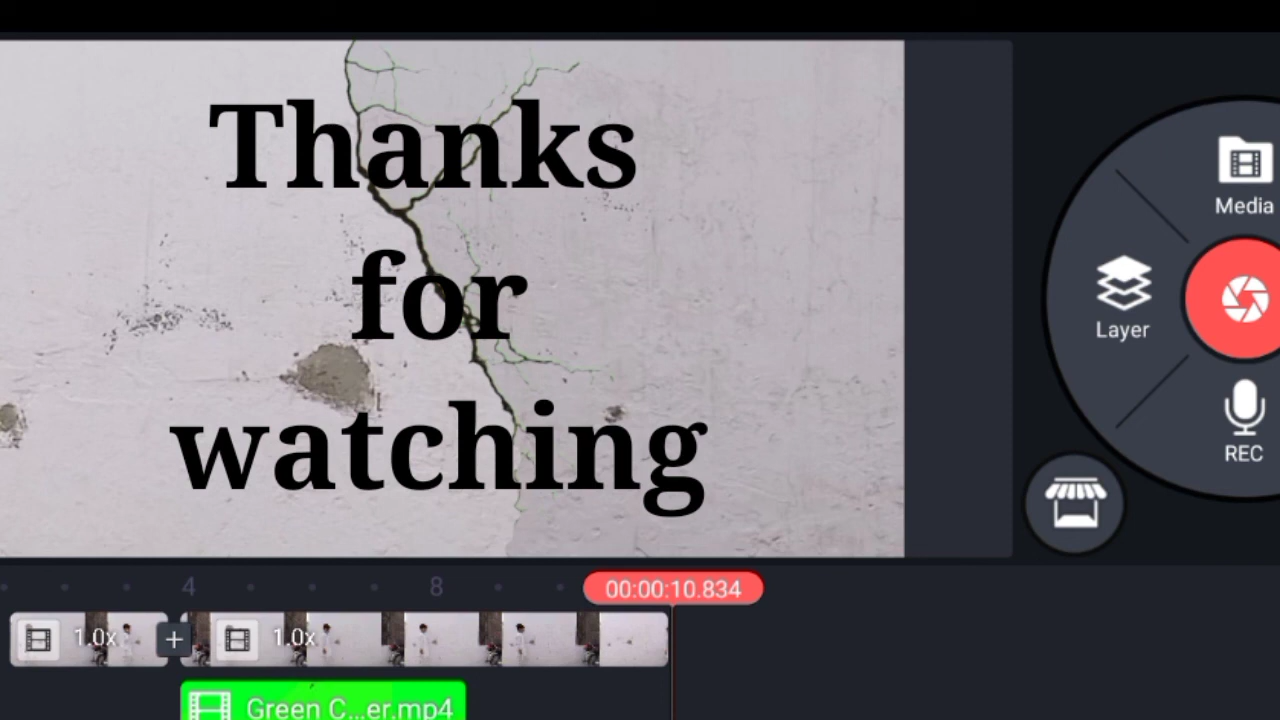 Thanks
for
watching
Media
Layer
REC
4
8
00:00:10.834
1.0x
1.0x
Green C...er.mp4